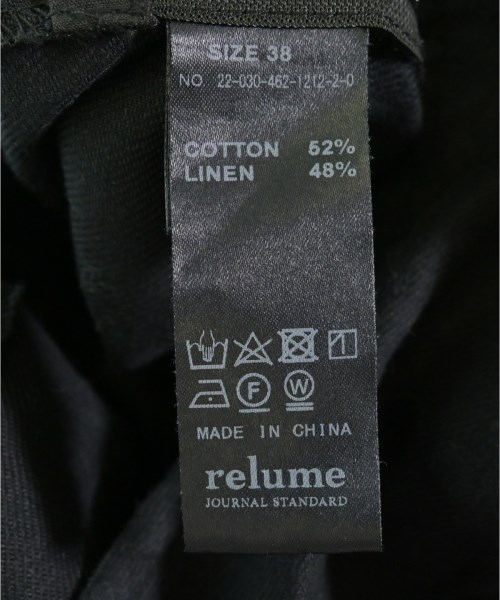 SIZE 38
NO 22-030-462-1212-2-0
COTTON 52%
LINEN 48%
F W
MADE IN CHINA
relume
JOURNAL STANDARD